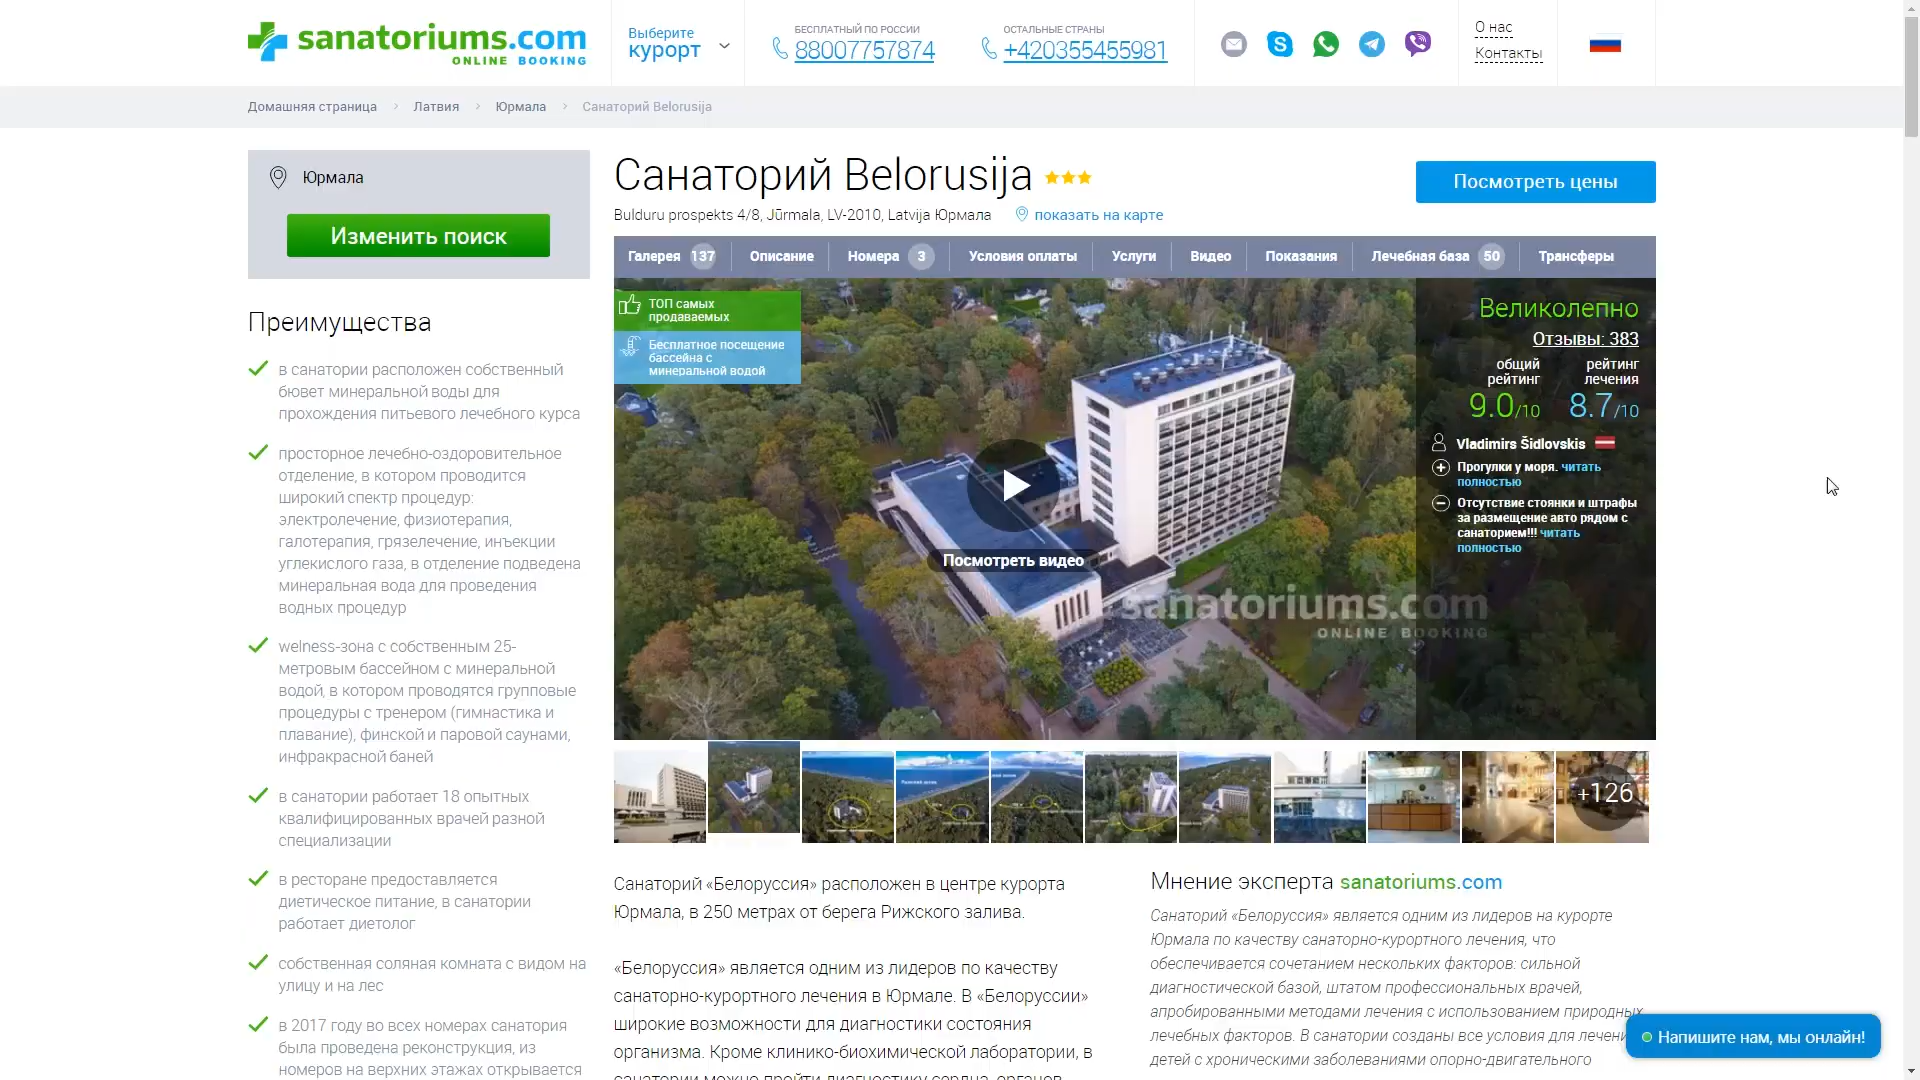 sanatoriums.com
ONLINE BOOKING
Выберите
курорт
БЕСПЛАТНЫЙ ПО РОССИИ
88007757874
ОСТАЛЬНЫЕ СТРАНЫ
+420355455981
О нас
Контакты
Домашняя страница
Латвия
Юрмала
Санаторий Belorusija
Юрмала
Изменить поиск
Преимущества
в санатории расположен собственный
бювет минеральной воды для
прохождения питьевого лечебного курса
просторное лечебно-оздоровительное
отделение, в котором проводится
широкий спектр процедур:
электролечение, физиотерапия,
галотерапия, грязелечение, инъекции
углекислого газа, в отделение подведена
минеральная вода для проведения
водных процедур
welness-зона с собственным 25-
метровым бассейном с минеральной
водой, в котором проводятся групповые
процедуры с тренером (гимнастика и
плавание), финской и паровой саунами,
инфракрасной баней
в санатории работает 18 опытных
квалифицированных врачей разной
специализации
в ресторане предоставляется
диетическое питание, в санатории
работает диетолог
собственная соляная комната с видом на
улицу и на лес
в 2017 году во всех номерах санатория
была проведена реконструкция, из
номеров на верхних этажах открывается
Санаторий Belorusija
Bulduru prospekts 4/8, Jūrmala, LV-2010, Latvija Юрмала
показать на карте
Посмотреть цены
Галерея 137
Описание
Номера 3
Условия оплаты
Услуги
Видео
Показания
Лечебная база 50
Трансферы
ТОП самых
продаваемых
Бесплатное посещение
бассейна с
минеральной водой
Посмотреть видео
sanatoriums.com
ONLINE BOOKING
Великолепно
Отзывы: 383
общий
рейтинг
9.0/10
рейтинг
лечения
8.7/10
Vladimirs Šidlovskis
Прогулки у моря. читать
полностью
Отсутствие стоянки и штрафы
за размещение авто рядом с
санаторием!!! читать
полностью
+126
Санаторий «Белоруссия» расположен в центре курорта
Юрмала, в 250 метрах от берега Рижского залива.
«Белоруссия» является одним из лидеров по качеству
санаторно-курортного лечения в Юрмале. В «Белоруссии»
широкие возможности для диагностики состояния
организма. Кроме клинико-биохимической лаборатории, в
санатории можно пройти диагностику сердца, органов
Мнение эксперта sanatoriums.com
Санаторий «Белоруссия» является одним из лидеров на курорте
Юрмала по качеству санаторно-курортного лечения, что
обеспечивается сочетанием нескольких факторов: сильной
диагностической базой, штатом профессиональных врачей,
апробированными методами лечения с использованием природных
лечебных факторов. В санатории созданы все условия для лечени
детей с хроническими заболеваниями опорно-двигательного
Напишите нам, мы онлайн!